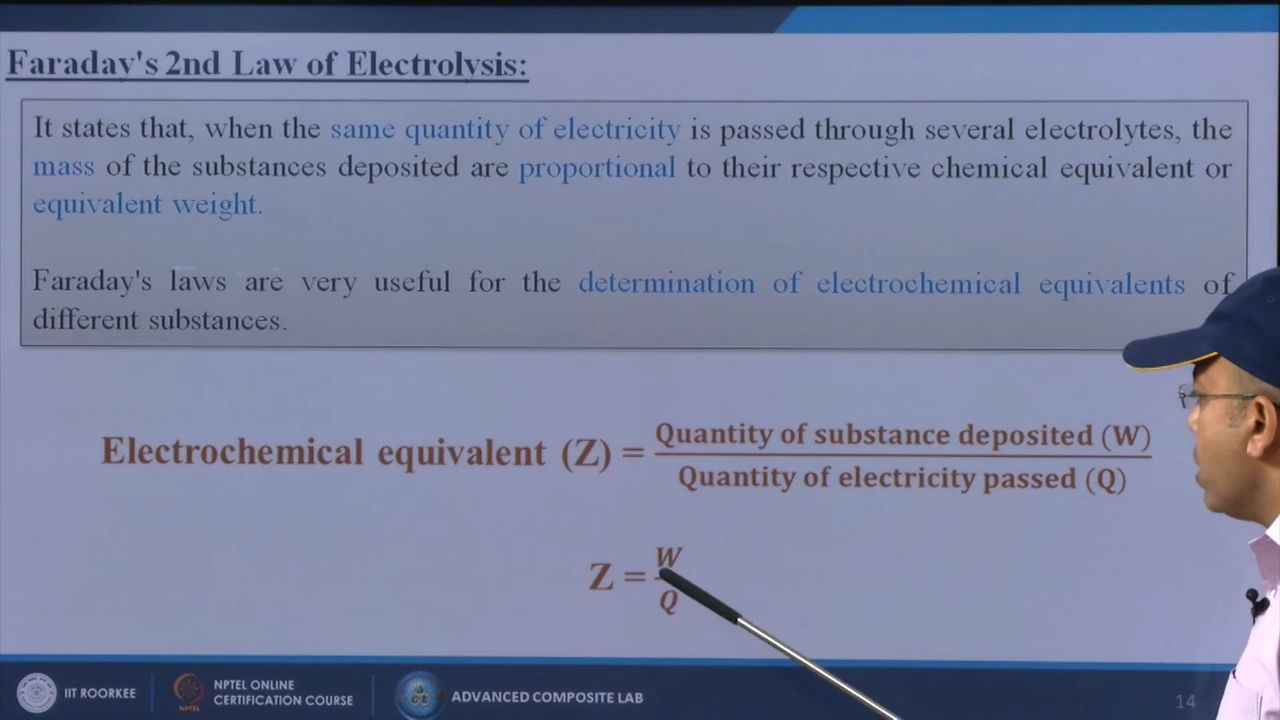 Faraday's 2nd Law of Electrolysis:
It states that, when the same quantity of electricity is passed through several electrolytes, the
mass of the substances deposited are proportional to their respective chemical equivalent or
equivalent weight.
Faraday's laws are very useful for the determination of electrochemical equivalents of
different substances.
Electrochemical equivalent (Z) = Quantity of substance deposited (W)
Quantity of electricity passed (Q)
Z = W
Q
IIT ROORKEE
NPTEL
NPTEL ONLINE
CERTIFICATION COURSE
ADVANCED COMPOSITE LAB
14